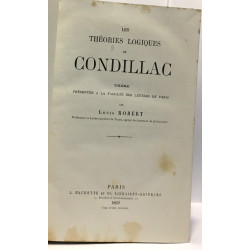 LES
THÉORIES LOGIQUES
DE
CONDILLAC
THÈSE
PRÉSENTÉE A LA FACULTÉ DES LETTRES DE PARIS
PAR
LOUIS ROBERT
PARIS
L. HACHETTE ET Cie, LIBRAIRES-ÉDITEURS